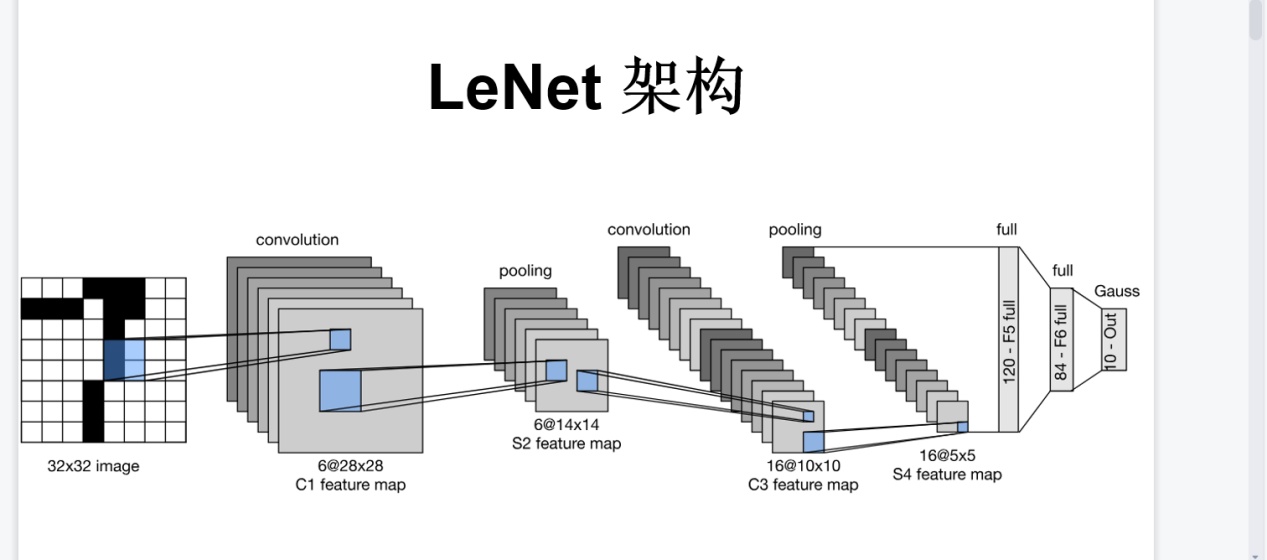 LeNet 架构
convolution
pooling
convolution
pooling
full
full
Gauss
32x32 image
6@28x28
C1 feature map
6@14x14
S2 feature map
16@10x10
C3 feature map
16@5x5
S4 feature map
120 - F5 full
84 - F6 full
10 - Out